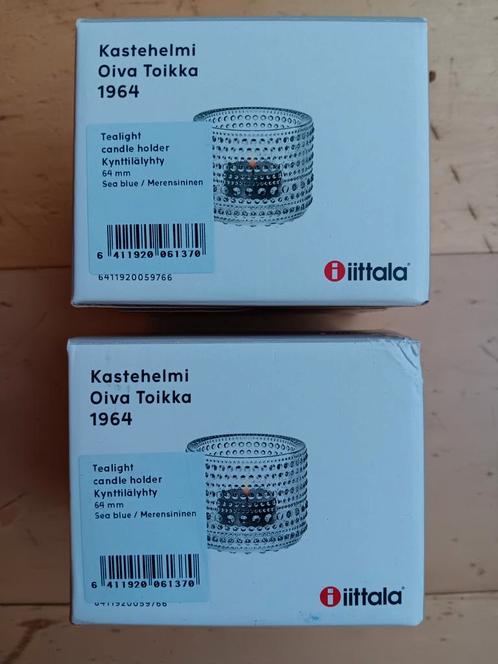 Kastehelmi
Oiva Toikka
1964
Tealight
candle holder
Kynttilälyhty
64 mm
Sea blue / Merensininen
6 411920 061370
6411920059766
iittala®
Kastehelmi
Oiva Toikka
1964
Tealight
candle holder
Kynttilälyhty
64 mm
Sea blue / Merensininen
6 411920 061370
6411920059766
iittala®